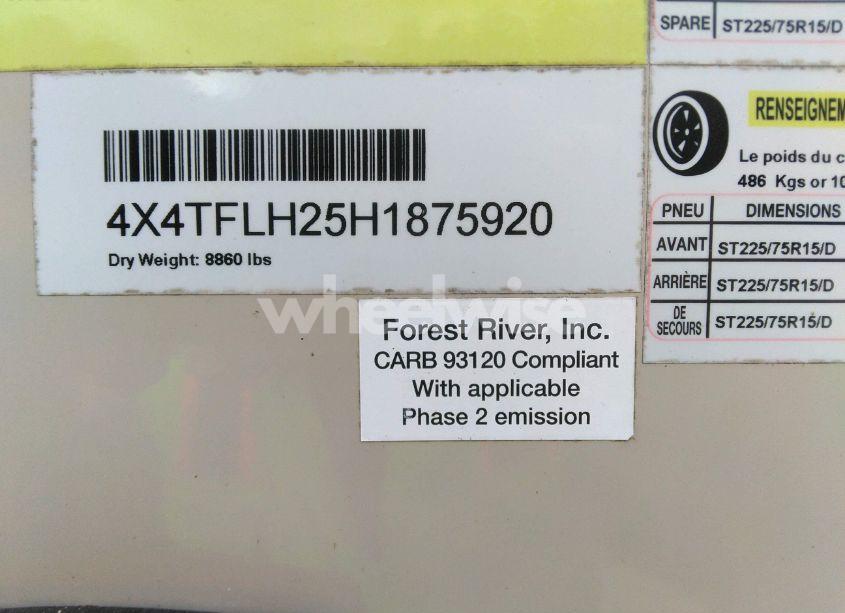 SPARE ST225/75R15/D
4X4TFLH25H1875920
Dry Weight: 8860 lbs
RENSEIGNEM
Le poids du c
486 Kgs or 10
PNEU DIMENSIONS
AVANT ST225/75R15/D
ARRIÈRE ST225/75R15/D
DE SECOURS ST225/75R15/D
wheelwise
Forest River, Inc.
CARB 93120 Compliant
With applicable
Phase 2 emission